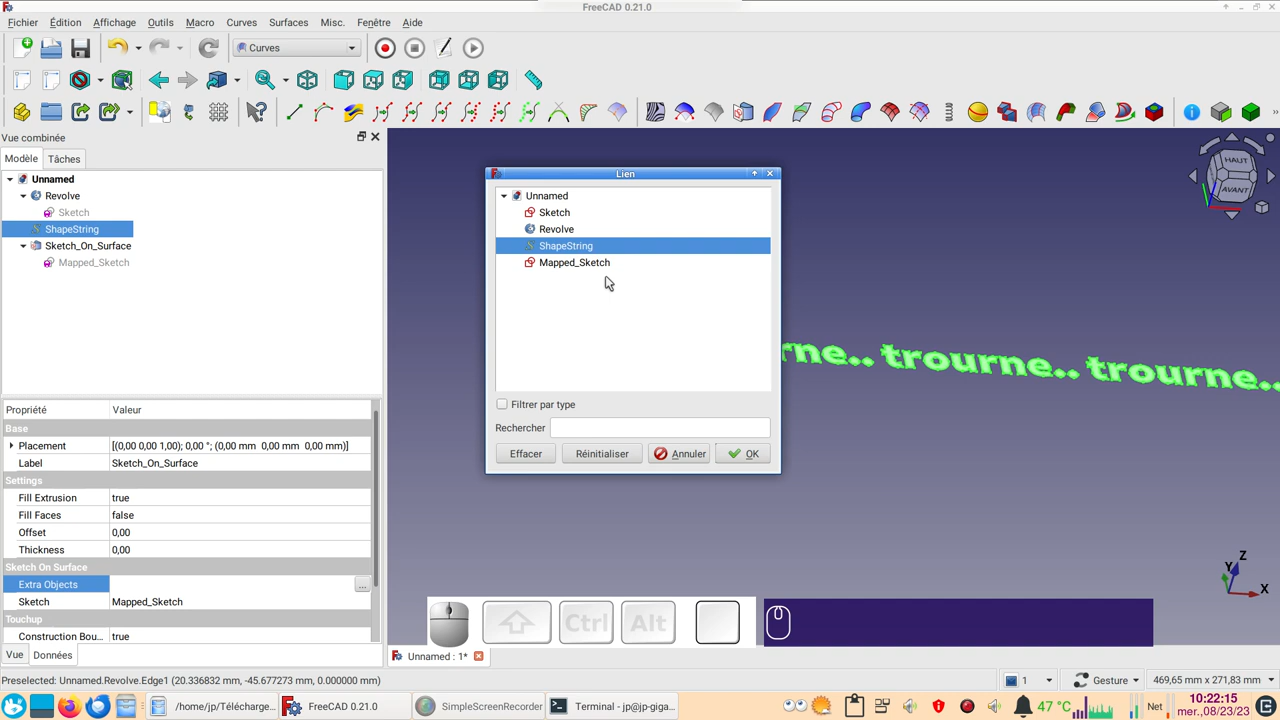 FreeCAD 0.21.0
Fichier Édition Affichage Outils Macro Curves Surfaces Misc. Fenêtre Aide
Curves
Vue combinée
Modèle Tâches
Unnamed
Revolve
Sketch
ShapeString
Sketch_On_Surface
Mapped_Sketch
Propriété Valeur
Base
Placement [(0,00 0,00 1,00); 0,00 °; (0,00 mm 0,00 mm 0,00 mm)]
Label Sketch_On_Surface
Settings
Fill Extrusion true
Fill Faces false
Offset 0,00
Thickness 0,00
Sketch On Surface
Extra Objects ...
Sketch Mapped_Sketch
Touchup
Construction Bou... true
Vue Données
Lien
Unnamed
Sketch
Revolve
ShapeString
Mapped_Sketch
Filtrer par type
Rechercher
Effacer Réinitialiser Annuler OK
rne.. trourne.. trourne..
HAUT
AVANT
Z
Y
X
Ctrl Alt
Unnamed : 1*
Preselected: Unnamed.Revolve.Edge1 (20.336832 mm, -45.677273 mm, 0.000000 mm)
1 Gesture 469,65 mm x 271,83 mm
/home/jp/Télécharge... FreeCAD 0.21.0 SimpleScreenRecorder Terminal - jp@jp-giga... 47 °C Net 10:22:15
mer.,08/23/23